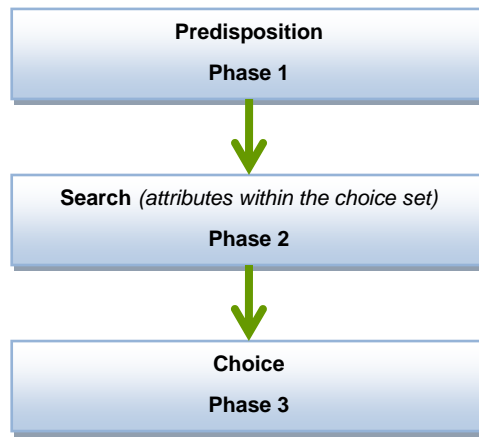 Predisposition
Phase 1
Search (attributes within the choice set)
Phase 2
Choice
Phase 3